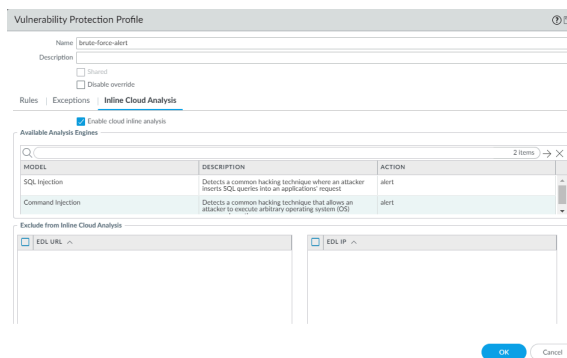 Vulnerability Protection Profile
Name brute-force-alert
Description
Shared
Disable override
Rules | Exceptions | Inline Cloud Analysis
Enable cloud inline analysis
Available Analysis Engines
2 items
MODEL DESCRIPTION ACTION
SQL Injection Detects a common hacking technique where an attacker inserts SQL queries into an applications' request alert
Command Injection Detects a common hacking technique that allows an attacker to execute arbitrary operating system (OS) alert
Exclude from Inline Cloud Analysis
EDL URL EDL IP
OK Cancel